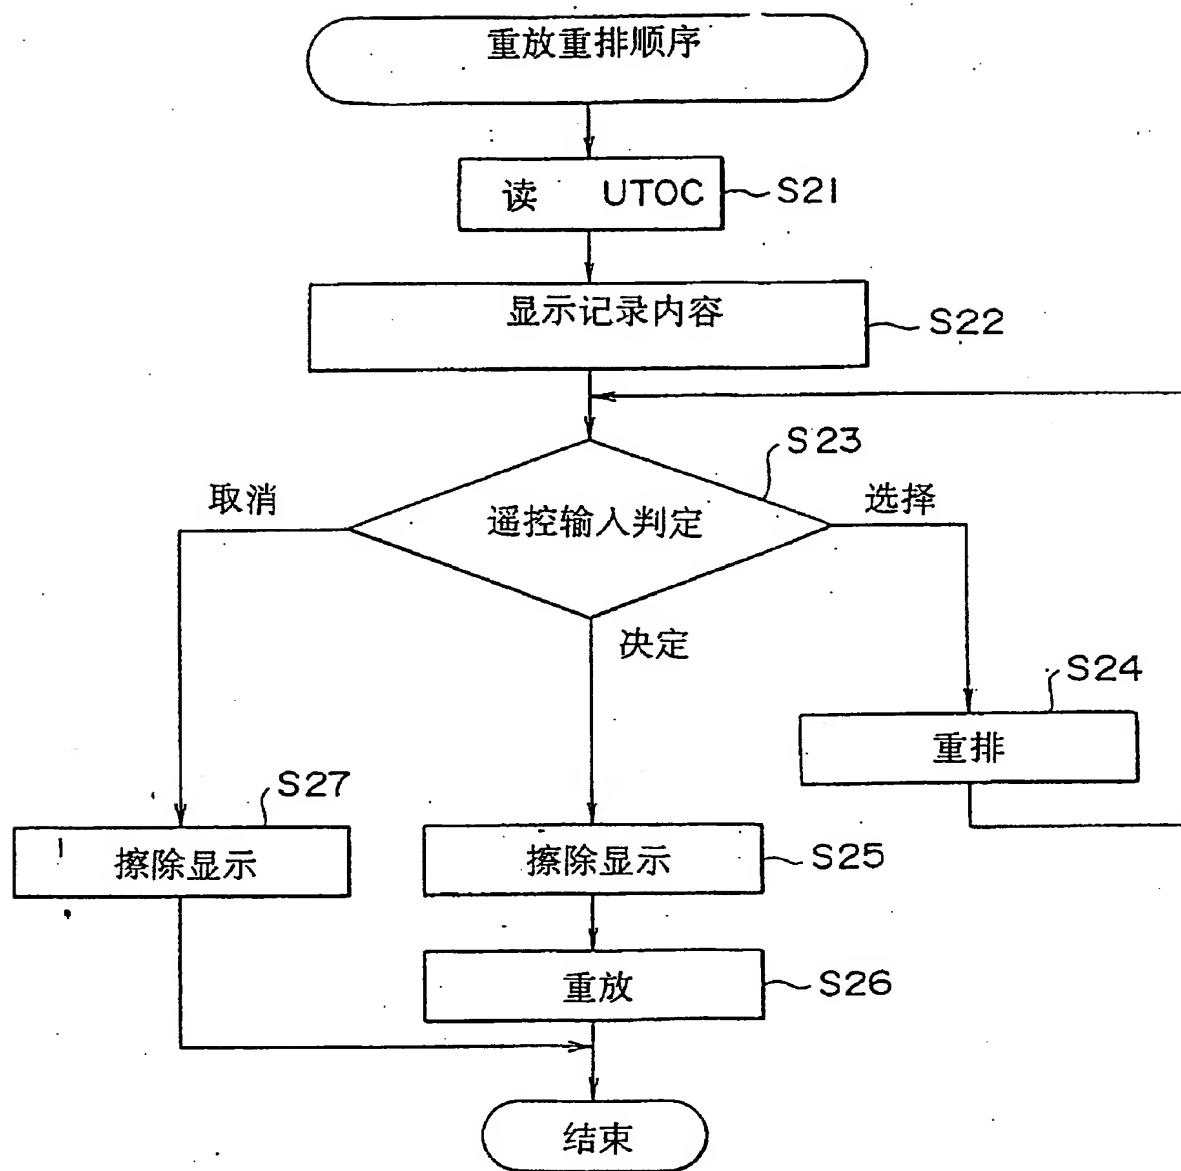 重放重排顺序
读 UTOC
S21
显示记录内容
S22
S23
取消
遥控输入判定
选择
决定
S24
重排
S27
擦除显示
擦除显示
S25
重放
S26
结束